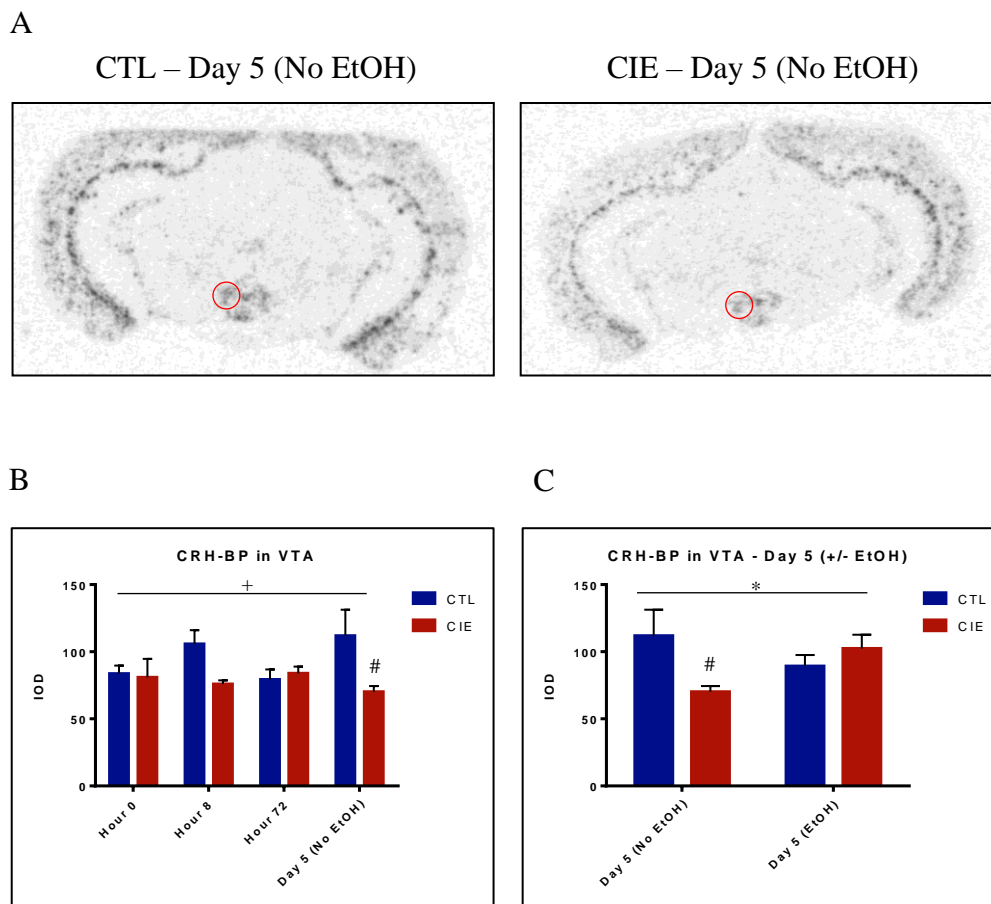 A
CTL – Day 5 (No EtOH)
CIE – Day 5 (No EtOH)
B
C
CRH-BP in VTA
150
100
50
0
IOD
+
#
CTL
CIE
Hour 0
Hour 8
Hour 72
Day 5 (No EtOH)
CRH-BP in VTA - Day 5 (+/- EtOH)
150
100
50
0
IOD
*
#
CTL
CIE
Day 5 (No EtOH)
Day 5 (EtOH)